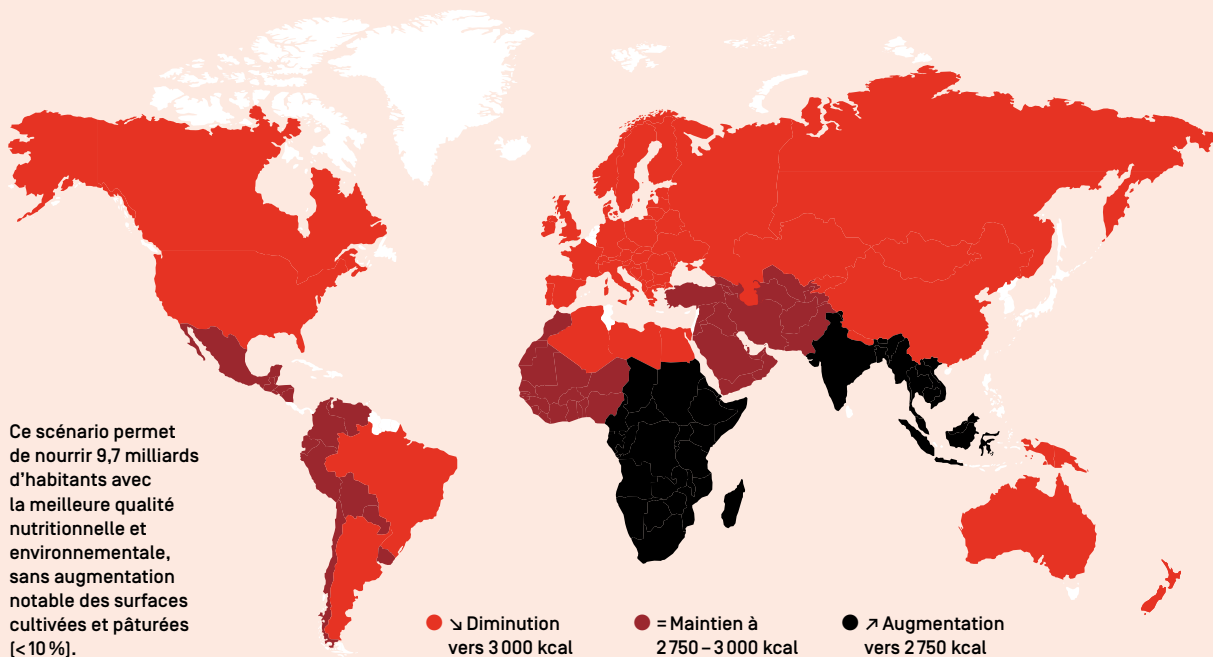 Ce scénario permet
de nourrir 9,7 milliards
d'habitants avec
la meilleure qualité
nutritionnelle et
environnementale,
sans augmentation
notable des surfaces
cultivées et pâturées
(< 10 %).
↘ Diminution
vers 3 000 kcal
= Maintien à
2 750 – 3 000 kcal
↗ Augmentation
vers 2 750 kcal